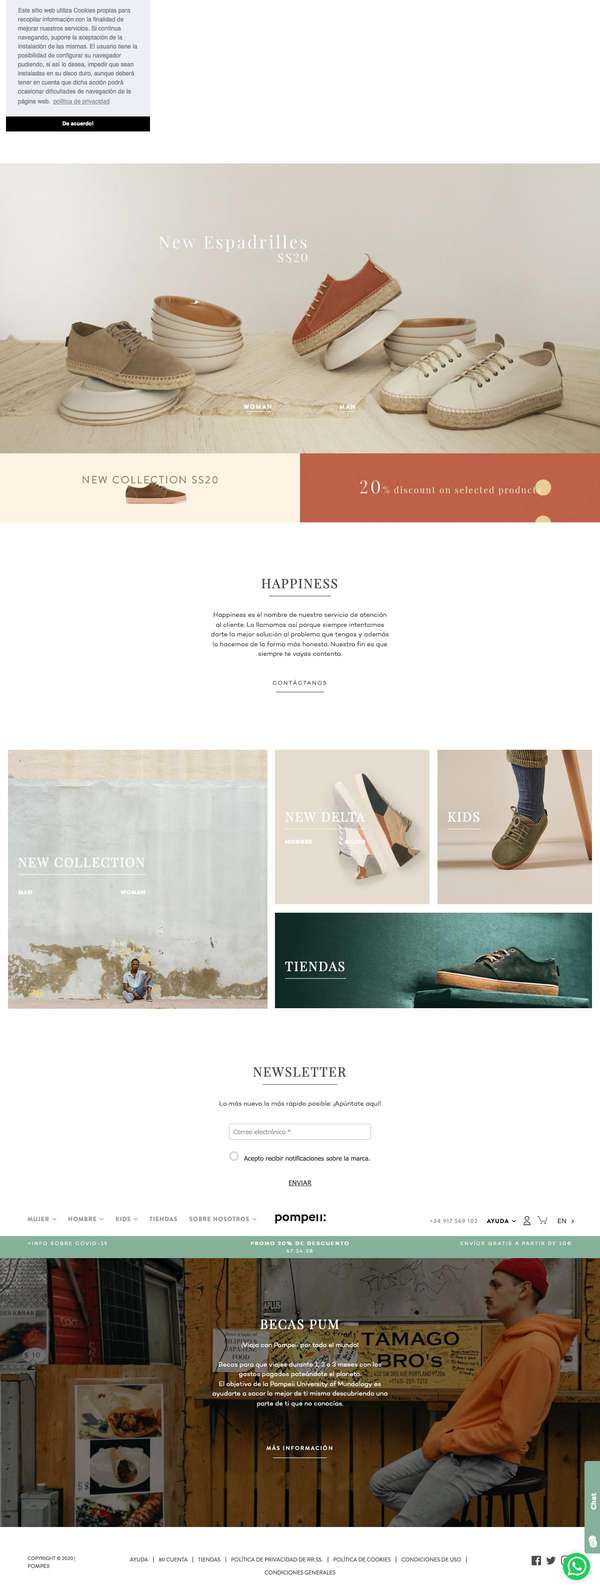 Este sitio web utiliza Cookies propias para
recopilar información con la finalidad de
mejorar nuestros servicios. Si continua
navegando, supone la aceptación de la
instalación de las mismas. El usuario tiene la
posibilidad de configurar su navegador
pudiendo, si así lo desea, impedir que sean
instaladas en su disco duro, aunque deberá
tener en cuenta que dicha acción podrá
ocasionar dificultades de navegación de la
página web. política de privacidad
De acuerdo!
New Espadrilles
SS20
WOMAN MAN
NEW COLLECTION SS20
20% discount on selected products
HAPPINESS
Happiness es el nombre de nuestro servicio de atención
al cliente. La llamamos así porque siempre intentamos
darte la mejor solución al problema que tengas y además
lo hacemos de la forma más honesta. Nuestro fin es que
siempre te vayas contento.
CONTÁCTANOS
NEW DELTA
HOMBRE
KIDS
NEW COLLECTION
MAN WOMAN
TIENDAS
NEWSLETTER
Lo más nuevo lo más rápido posible: ¡Apúntate aquí!
Correo electrónico *
Acepto recibir notificaciones sobre la marca.
ENVIAR
MUJER HOMBRE KIDS TIENDAS SOBRE NOSOTROS pompeii: +34 917 569 102 AYUDA EN
+INFO SOBRE COVID-19 PROMO 20% DE DESCUENTO ENVÍOS GRATIS A PARTIR DE 20€
BECAS PUM
¡Viaja con Pompeii por todo el mundo!
Becas para que viajes durante 1, 2 o 3 meses con los
gastos pagados pateándote el planeta.
El objetivo de la Pompeii University of Mundology es
ayudarte a sacar lo mejor de ti mismo descubriendo una
parte de ti que no conocías.
MÁS INFORMACIÓN
TAMAGO
BRO's
Chat
COPYRIGHT © 2020 |
POMPEII
AYUDA | MI CUENTA | TIENDAS | POLÍTICA DE PRIVACIDAD DE RR.SS. | POLÍTICA DE COOKIES | CONDICIONES DE USO |
CONDICIONES GENERALES